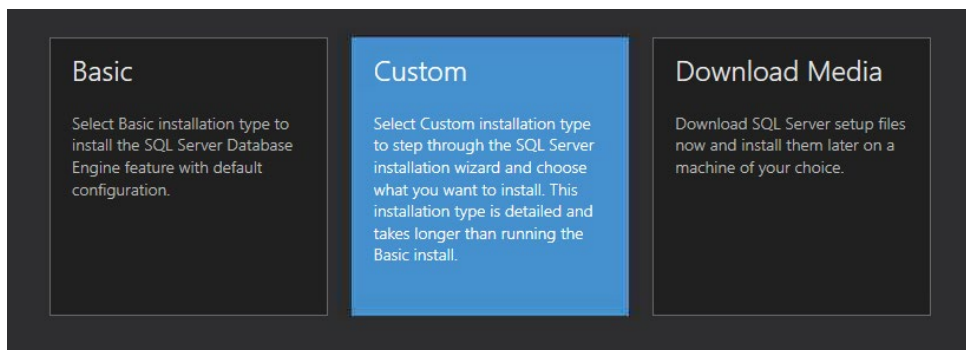 Basic
Select Basic installation type to
install the SQL Server Database
Engine feature with default
configuration.
Custom
Select Custom installation type
to step through the SQL Server
installation wizard and choose
what you want to install. This
installation type is detailed and
takes longer than running the
Basic install.
Download Media
Download SQL Server setup files
now and install them later on a
machine of your choice.